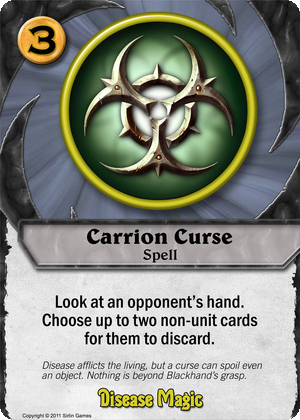 3
Carrion Curse
Spell
Look at an opponent's hand.
Choose up to two non-unit cards
for them to discard.
Disease afflicts the living, but a curse can spoil even
an object. Nothing is beyond Blackhand's grasp.
Disease Magic
Copyright © 2011 Sirlin Games